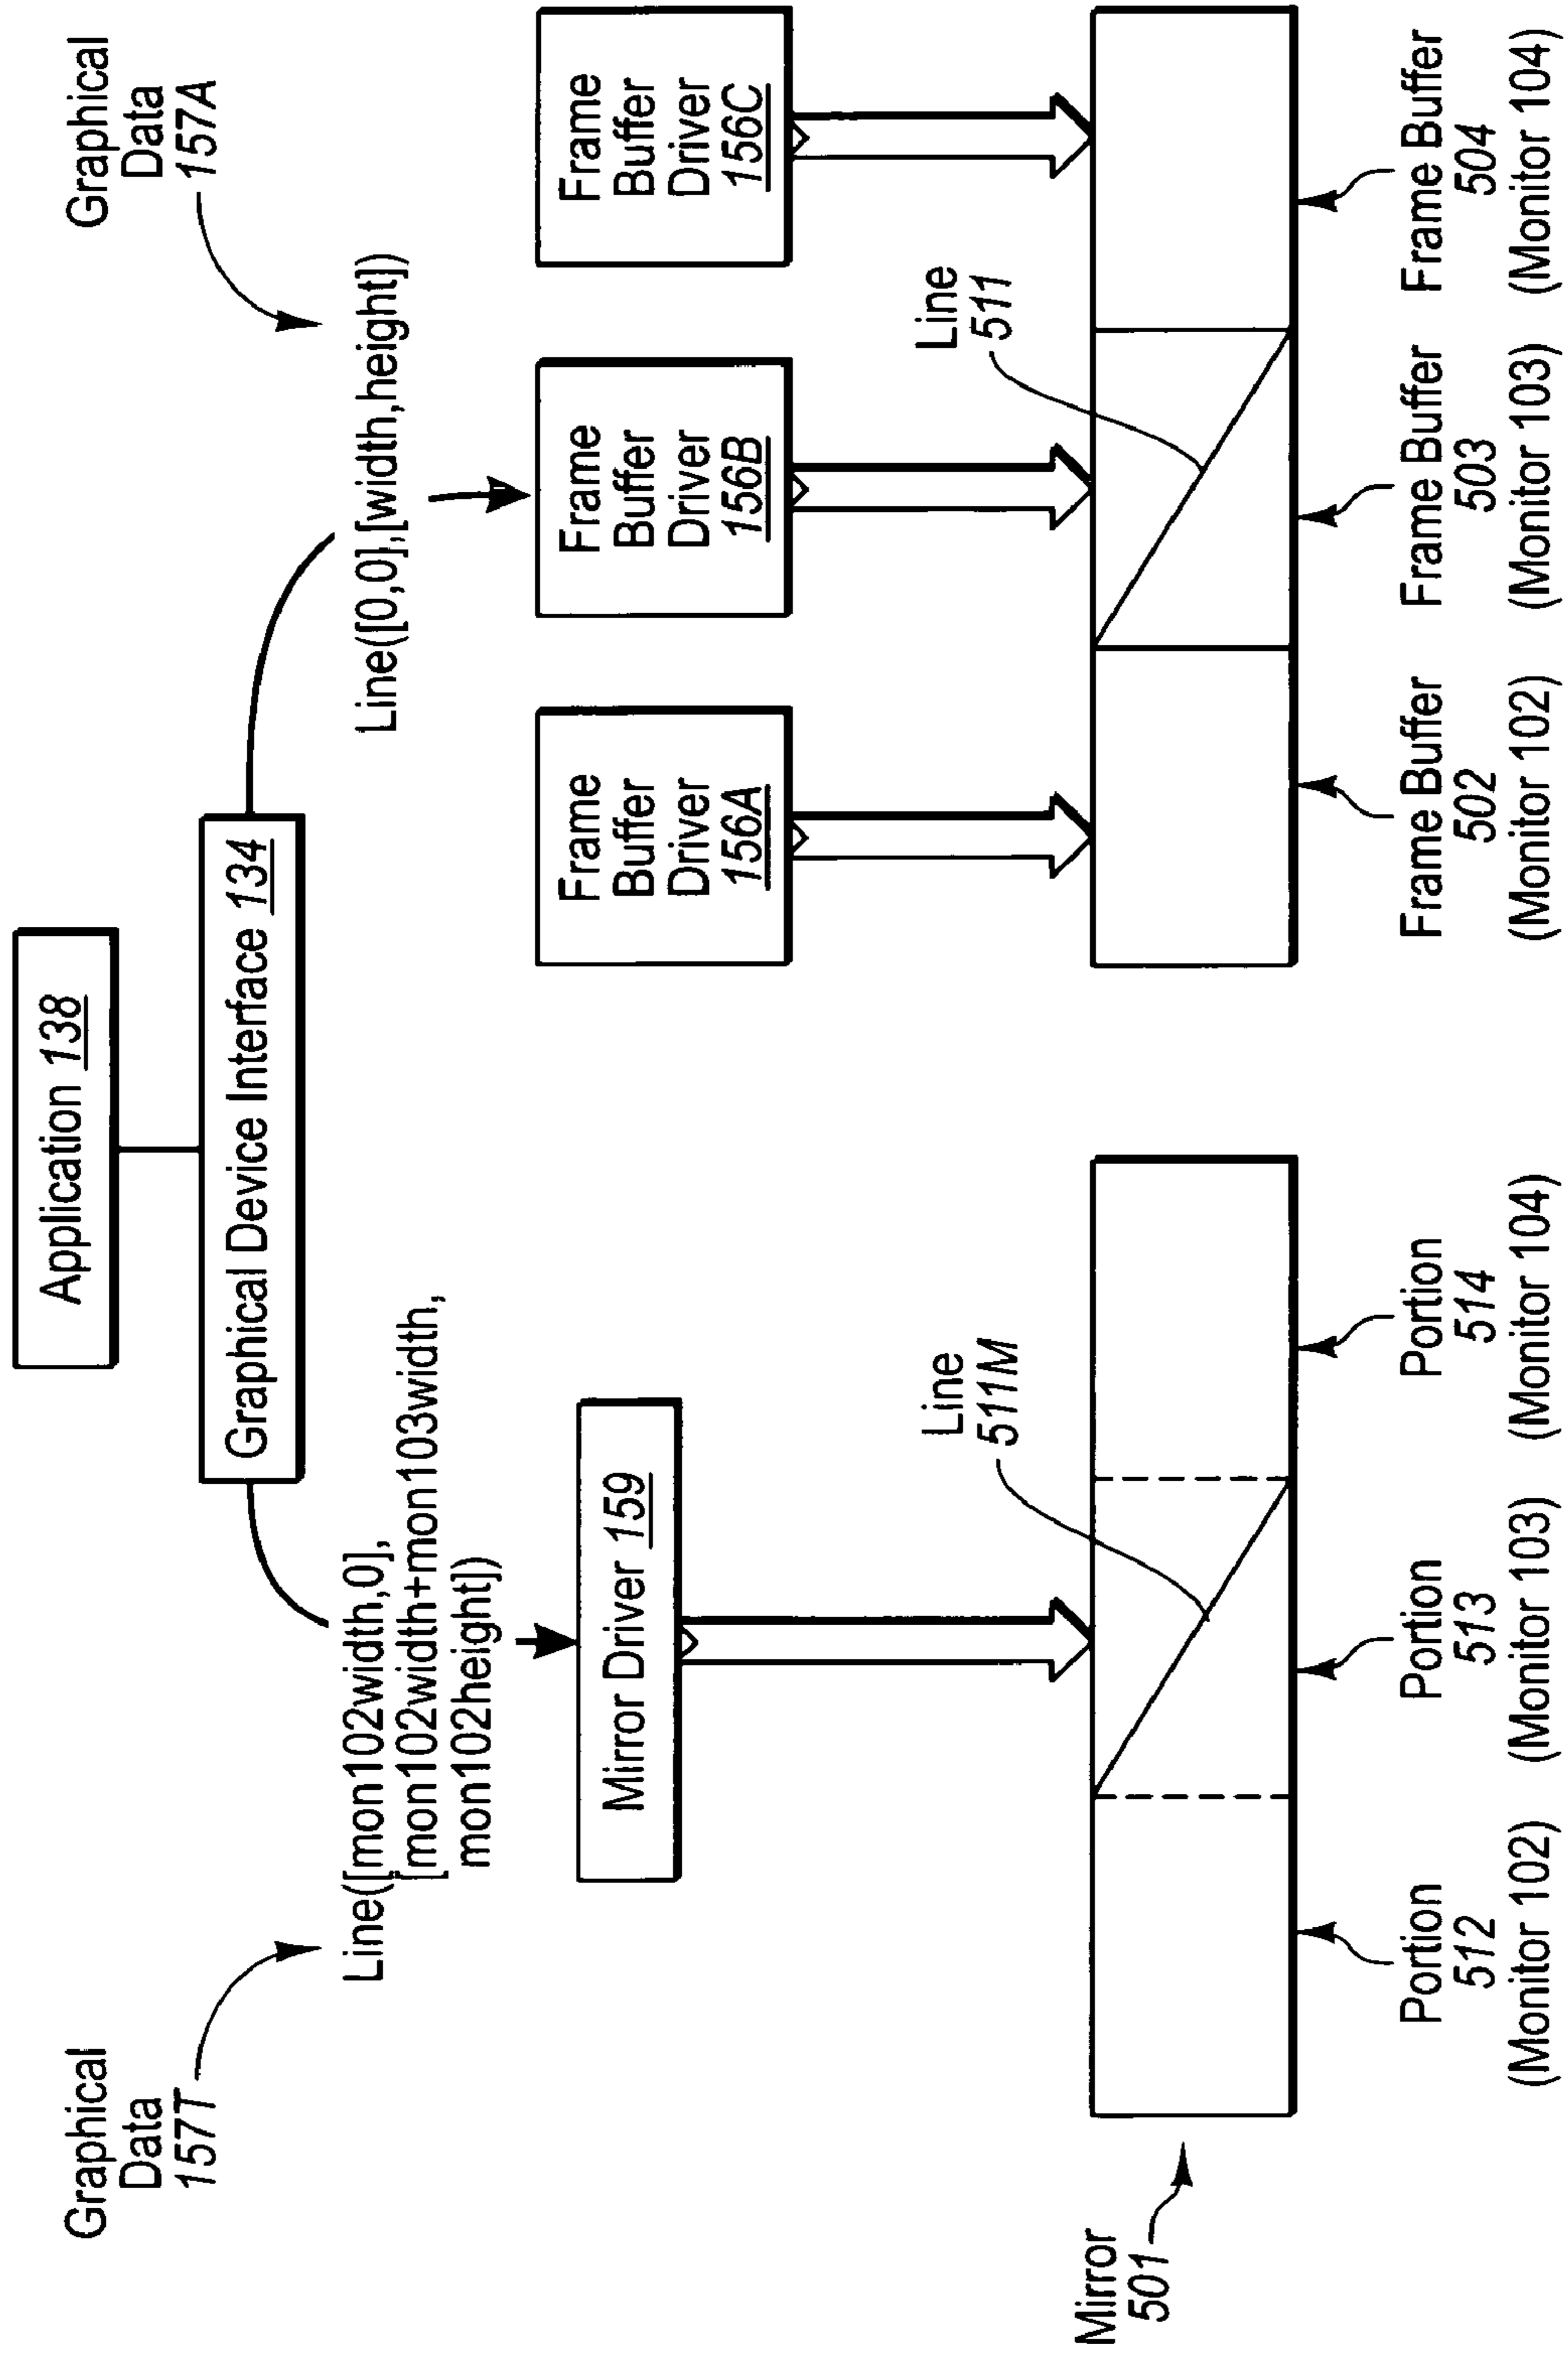 Application 138
Graphical Device Interface 134
Graphical
Data
157T
Line([mon102width,0],
[mon102width+mon103width,
mon102height])
Mirror Driver 159
Graphical
Data
157A
Line([0,0],[width,height])
Frame
Buffer
Driver
156A
Frame
Buffer
Driver
156B
Frame
Buffer
Driver
156C
Mirror
501
Line
511M
Line
511
Portion
512
(Monitor 102)
Portion
513
(Monitor 103)
Portion
514
(Monitor 104)
Frame Buffer
502
(Monitor 102)
Frame Buffer
503
(Monitor 103)
Frame Buffer
504
(Monitor 104)